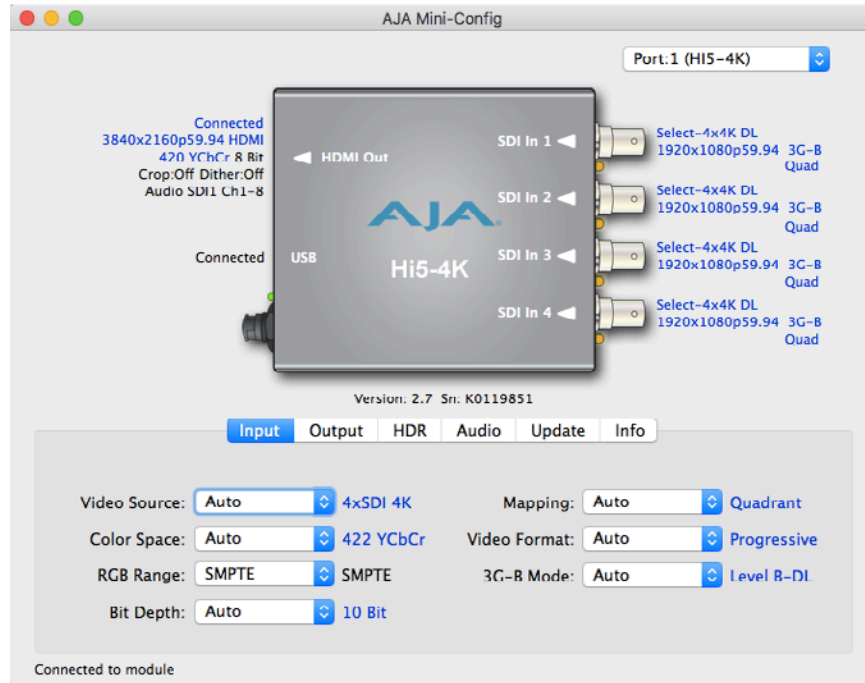 AJA Mini-Config
Port:1 (HI5-4K)
Connected
3840x2160p59.94 HDMI
420 YCbCr 8 Bit
Crop:Off Dither:Off
Audio SDI1 Ch1-8
Connected
HDMI Out
USB
AJA
Hi5-4K
SDI In 1
SDI In 2
SDI In 3
SDI In 4
Select-4x4K DL
1920x1080p59.94 3G-B
Quad
Select-4x4K DL
1920x1080p59.94 3G-B
Quad
Select-4x4K DL
1920x1080p59.94 3G-B
Quad
Select-4x4K DL
1920x1080p59.94 3G-B
Quad
Version: 2.7 Sn: K0119851
Input Output HDR Audio Update Info
Video Source: Auto 4xSDI 4K Mapping: Auto Quadrant
Color Space: Auto 422 YCbCr Video Format: Auto Progressive
RGB Range: SMPTE SMPTE 3G-B Mode: Auto Level B-DL
Bit Depth: Auto 10 Bit
Connected to module